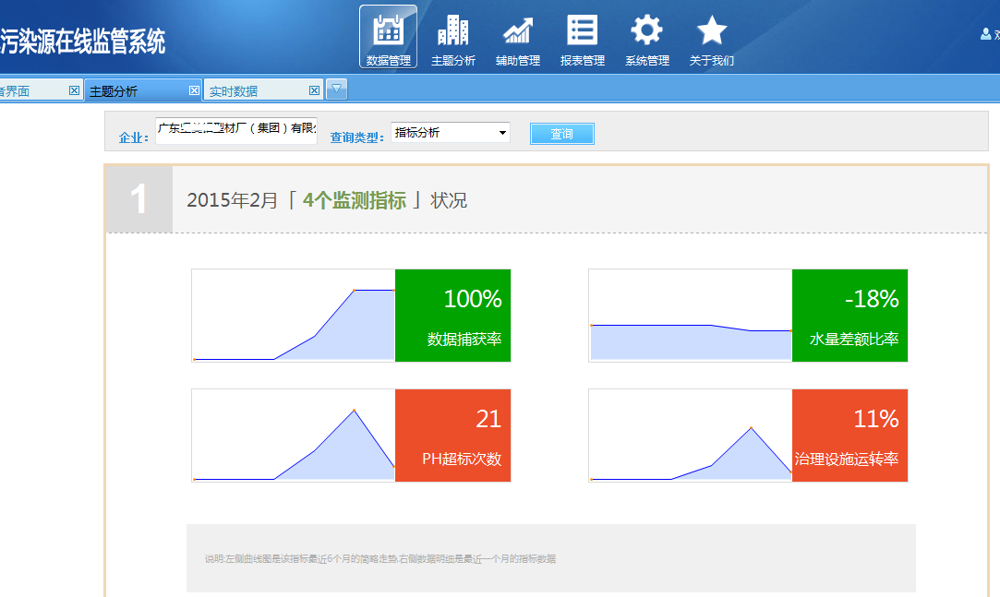 污染源在线监管系统
数据管理
主题分析
辅助管理
报表管理
系统管理
关于我们
者界面
主题分析
实时数据
企业：
广东 型材厂（集团）有限
查询类型：
指标分析
查询
1
2015年2月「4个监测指标」状况
100%
数据捕获率
-18%
水量差额比率
21
PH超标次数
11%
治理设施运转率
说明:左侧曲线图是该指标最近6个月的简略走势,右侧数据明细是最近一个月的指标数据